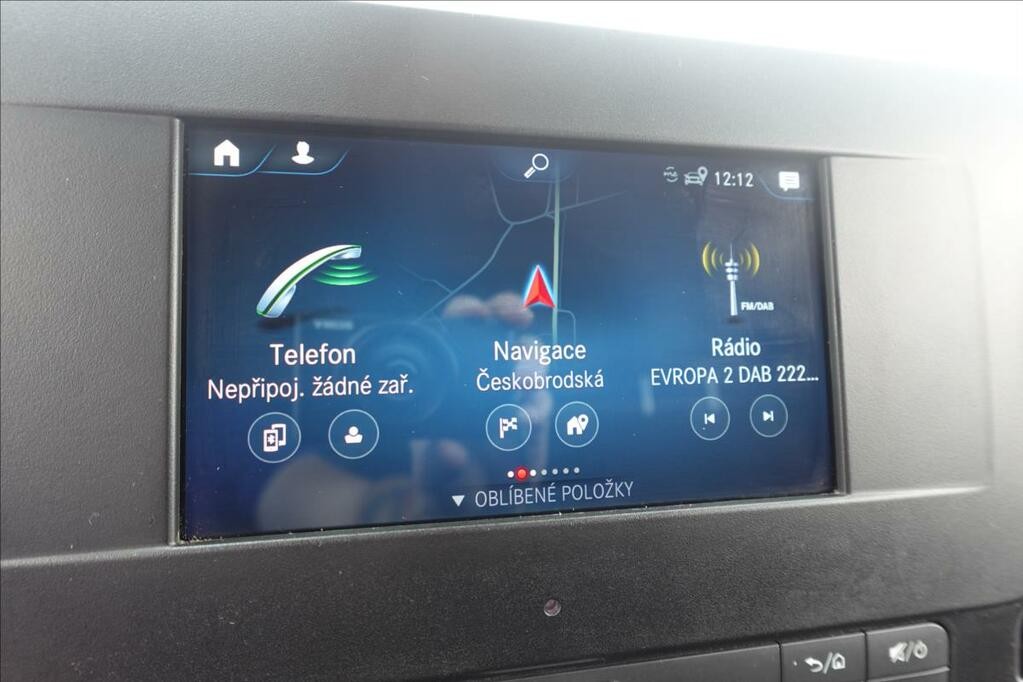 12:12
FM/DAB
Telefon
Nepřipoj. žádné zař.
Navigace
Českobrodská
Rádio
EVROPA 2 DAB 222...
▼ OBLÍBENÉ POLOŽKY